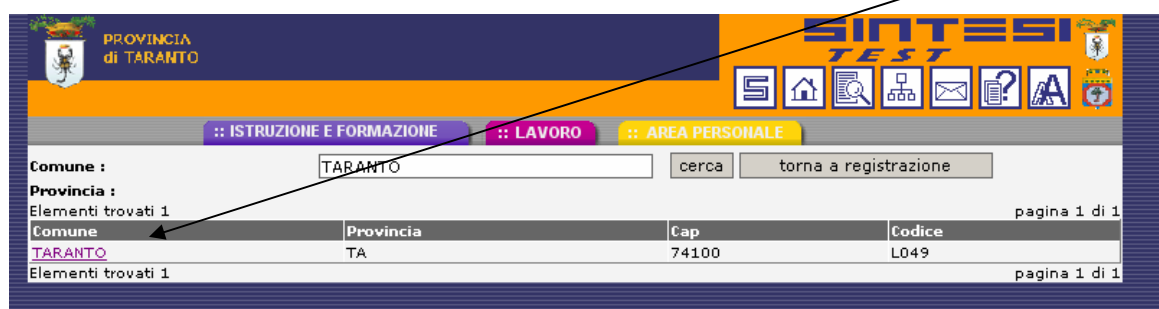 PROVINCIA
di TARANTO
SINTESI
TEST
:: ISTRUZIONE E FORMAZIONE :: LAVORO :: AREA PERSONALE
Comune : TARANTO cerca torna a registrazione
Provincia :
Elementi trovati 1 pagina 1 di 1
Comune Provincia Cap Codice
TARANTO TA 74100 L049
Elementi trovati 1 pagina 1 di 1